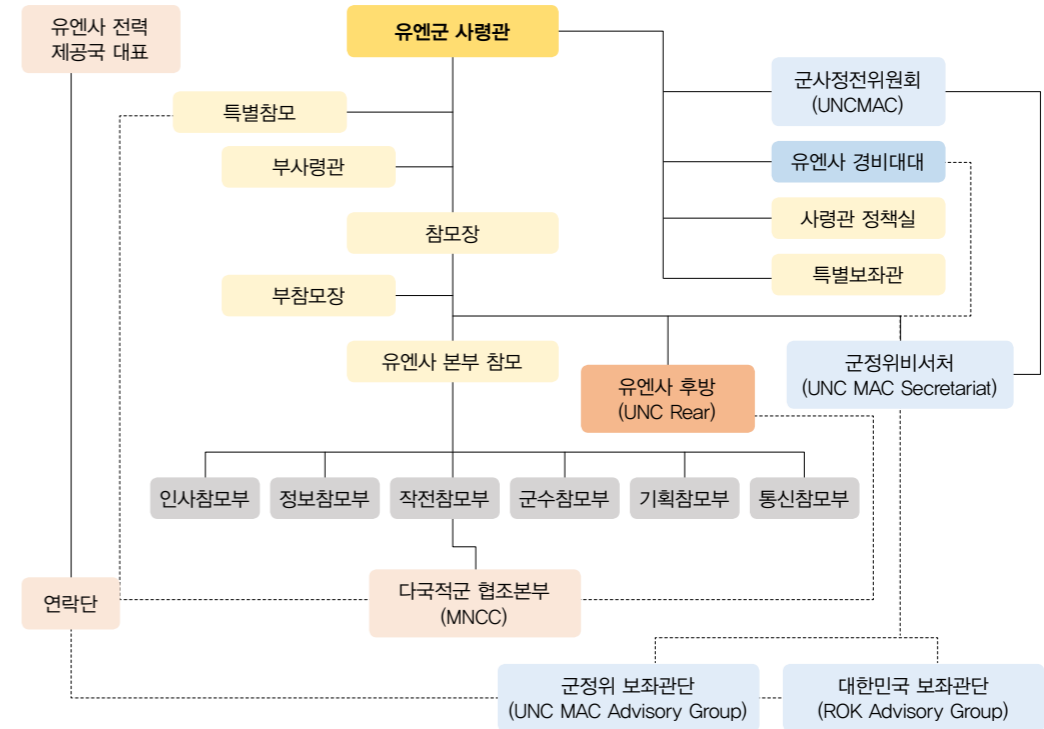 유엔사 전력
제공국 대표
유엔군 사령관
군사정전위원회
(UNCMAC)
특별참모
부사령관
유엔사 경비대대
참모장
사령관 정책실
부참모장
특별보좌관
유엔사 본부 참모
유엔사 후방
(UNC Rear)
군정위비서처
(UNC MAC Secretariat)
인사참모부
정보참모부
작전참모부
군수참모부
기획참모부
통신참모부
연락단
다국적군 협조본부
(MNCC)
군정위 보좌관단
(UNC MAC Advisory Group)
대한민국 보좌관단
(ROK Advisory Group)